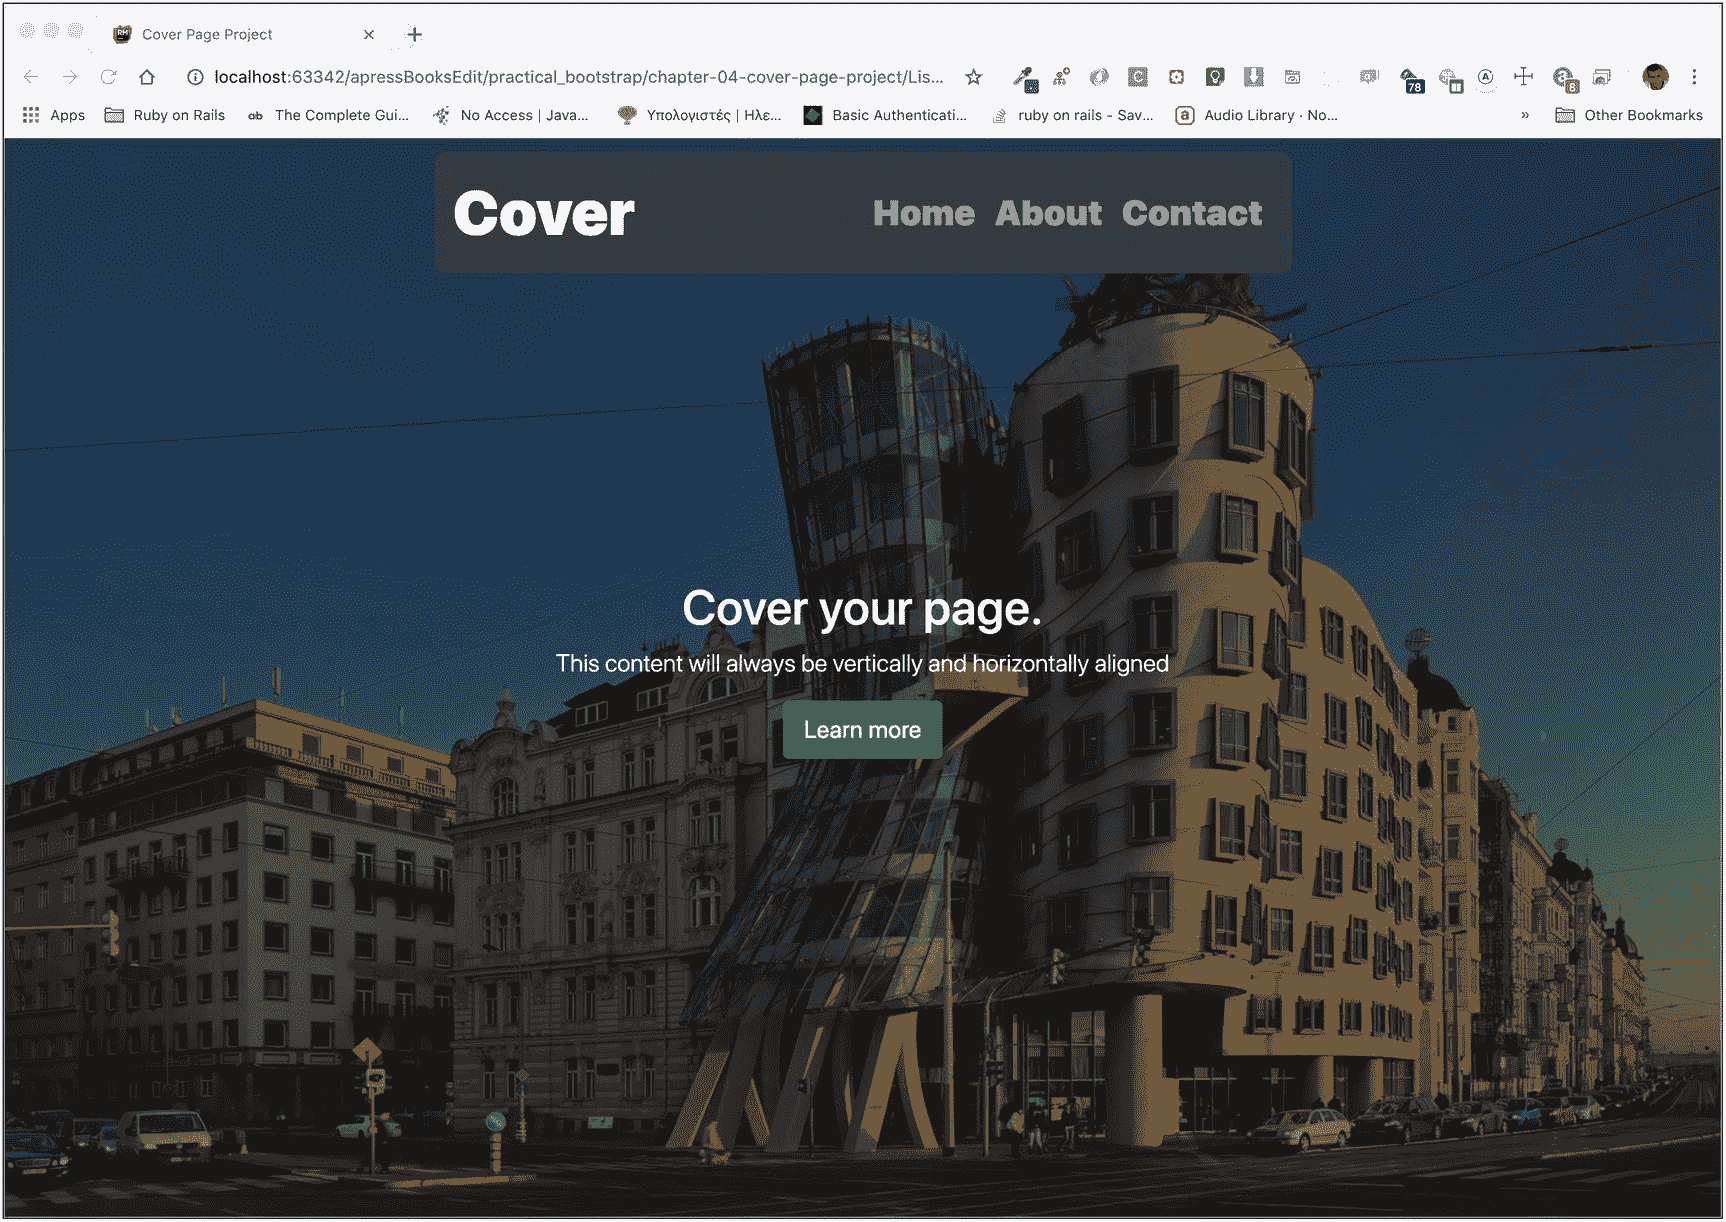 Cover Page Project
localhost:63342/apressBooksEdit/practical_bootstrap/chapter-04-cover-page-project/Lis...
78
8
Apps Ruby on Rails ab The Complete Gui... No Access | Java... Υπολογιστές | Ηλε... Basic Authenticati... ruby on rails - Sav... a Audio Library · No... » Other Bookmarks
Cover Home About Contact
Cover your page.
This content will always be vertically and horizontally aligned
Learn more